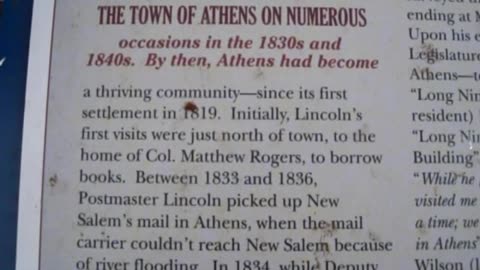 THE TOWN OF ATHENS ON NUMEROUS
occasions in the 1830s and
1840s. By then, Athens had become
a thriving community—since its first
settlement in 1819. Initially, Lincoln's
first visits were just north of town, to the
home of Col. Matthew Rogers, to borrow
books. Between 1833 and 1836,
Postmaster Lincoln picked up New
Salem's mail in Athens, when the mail
carrier couldn't reach New Salem because
of river flooding. In 1834, while Deputy
ending at
Upon his
Legislature
Athens—
"Long
resident)
"Long
Building"
"While he
visited me
a time; we
in Athens"
Wilson